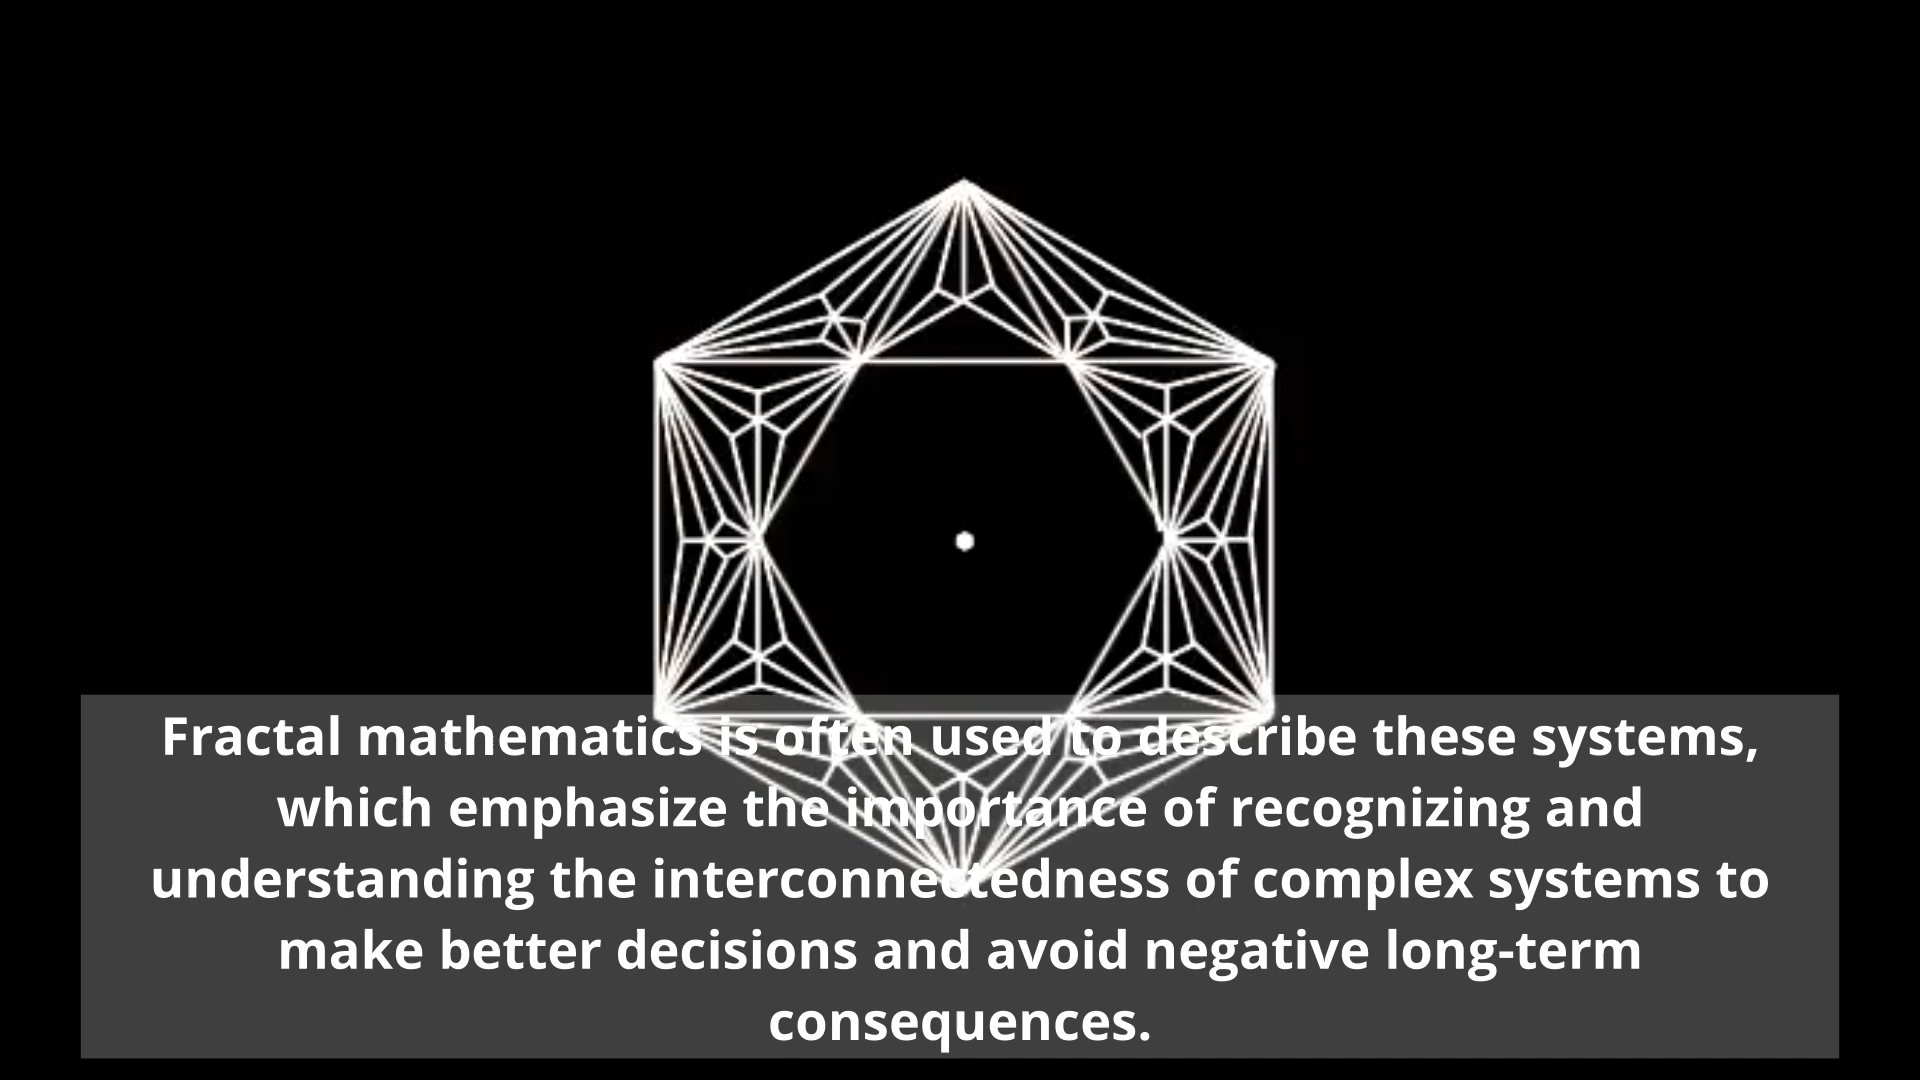 Fractal mathematics is often used to describe these systems,
which emphasize the importance of recognizing and
understanding the interconnectedness of complex systems to
make better decisions and avoid negative long-term
consequences.